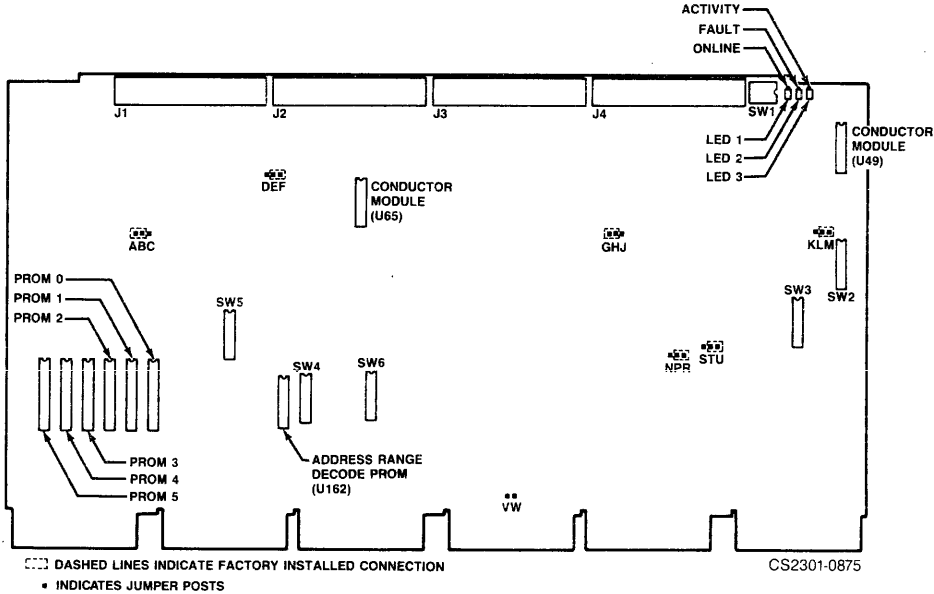 ACTIVITY
FAULT
ONLINE
J1
J2
J3
J4
SW1
LED 1
LED 2
LED 3
CONDUCTOR
MODULE
(U49)
DEF
CONDUCTOR
MODULE
(U65)
ABC
GHJ
KLM
PROM 0
PROM 1
PROM 2
SW5
SW3
SW2
SW4
SW6
NPR
STU
PROM 3
PROM 4
PROM 5
ADDRESS RANGE
DECODE PROM
(U162)
VW
DASHED LINES INDICATE FACTORY INSTALLED CONNECTION
INDICATES JUMPER POSTS
CS2301-0875